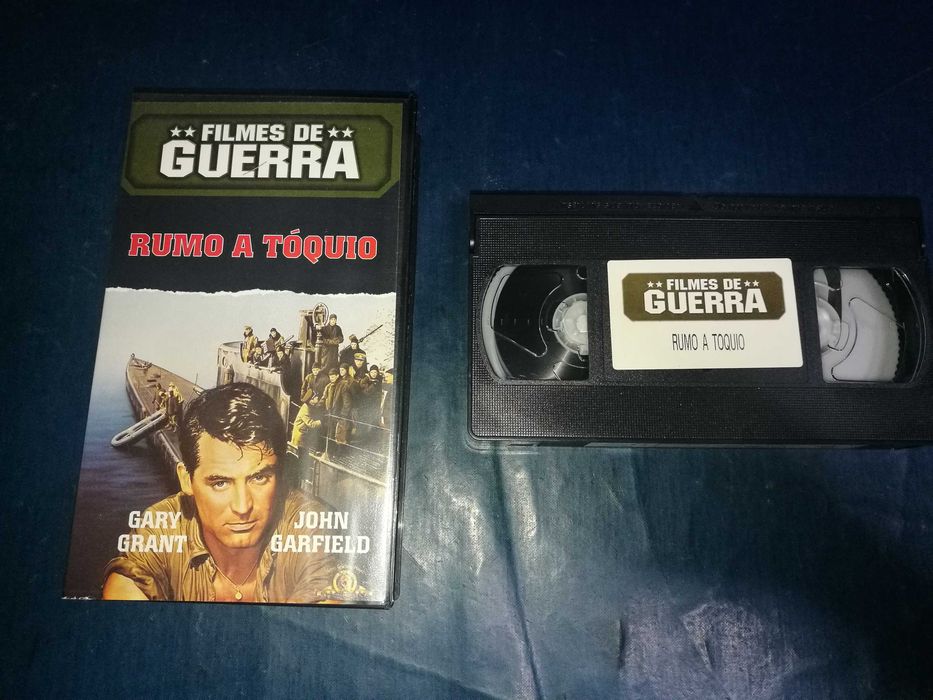 FILMES DE
GUERRA
RUMO A TÓQUIO
GARY
GRANT
JOHN
GARFIELD
FILMES DE
GUERRA
RUMO A TOQUIO